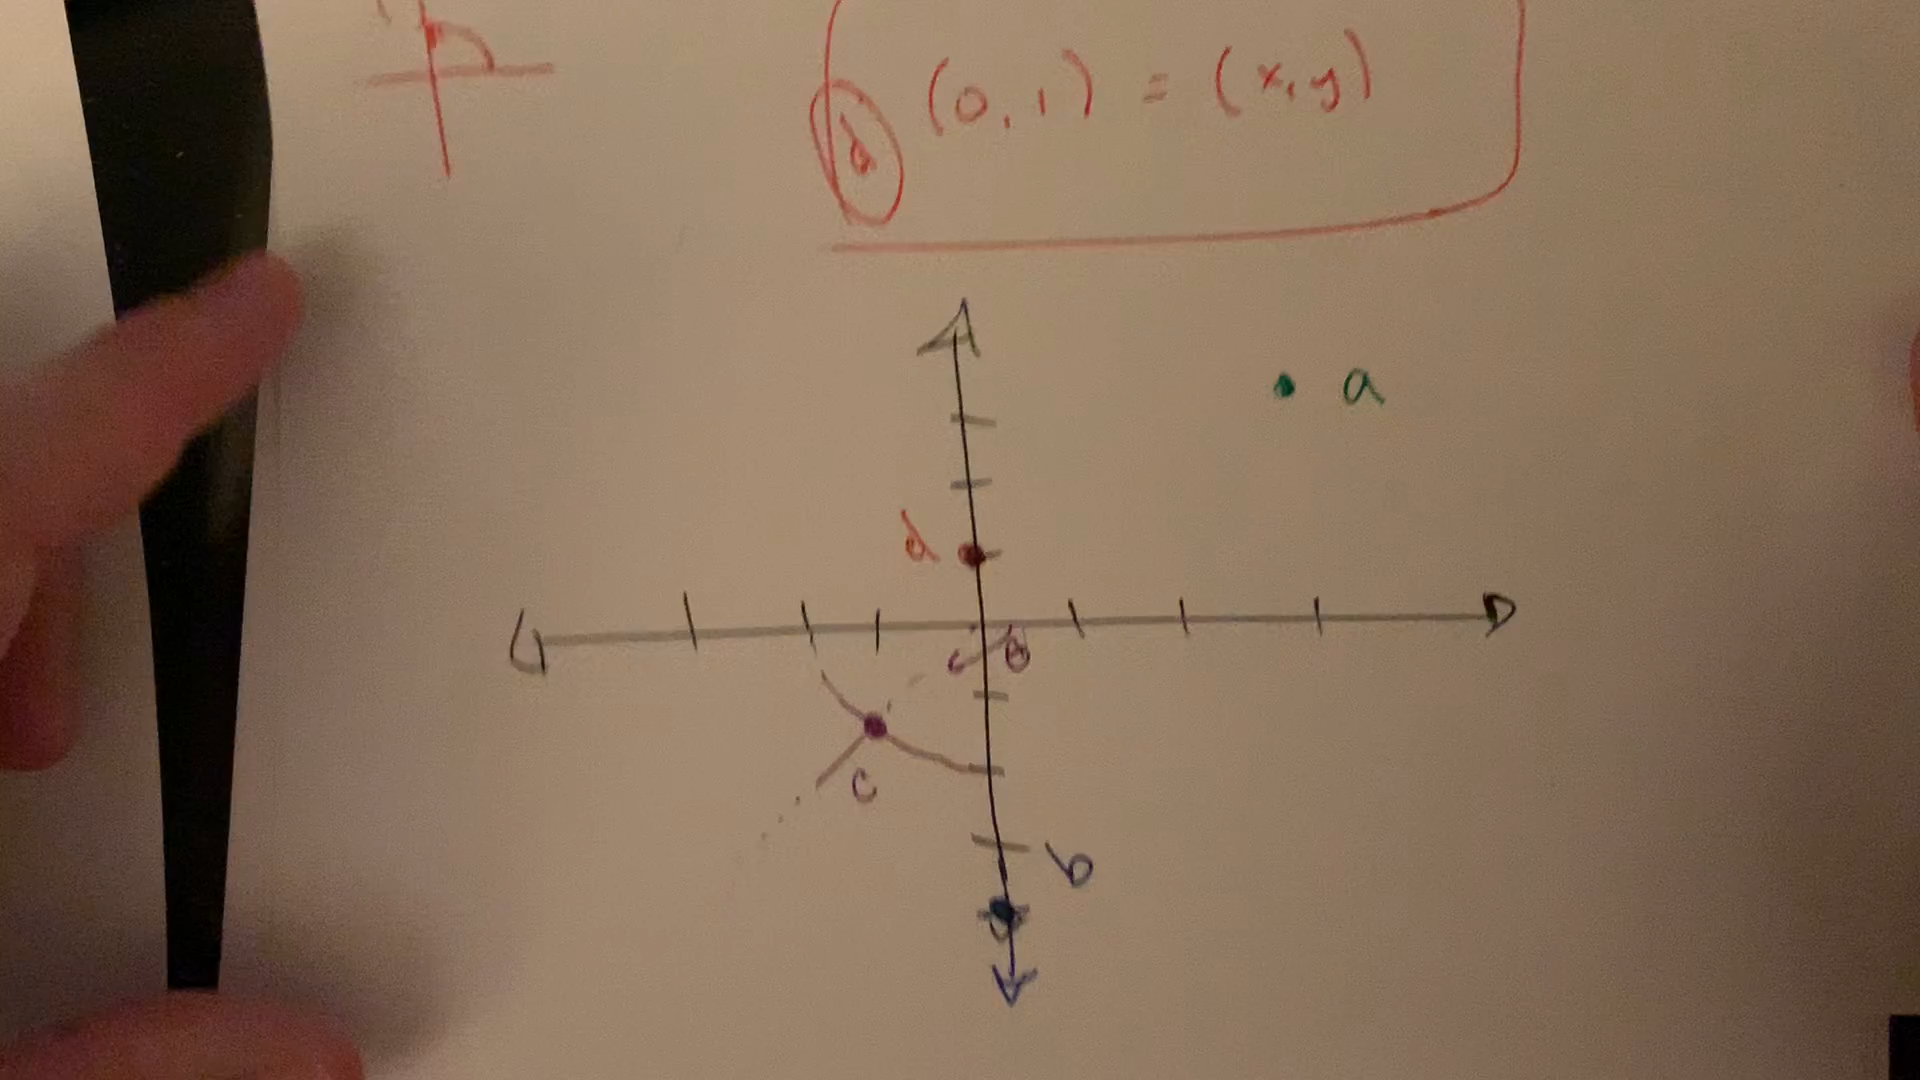 d (0, 1) = (x, y)
a
d
c
b